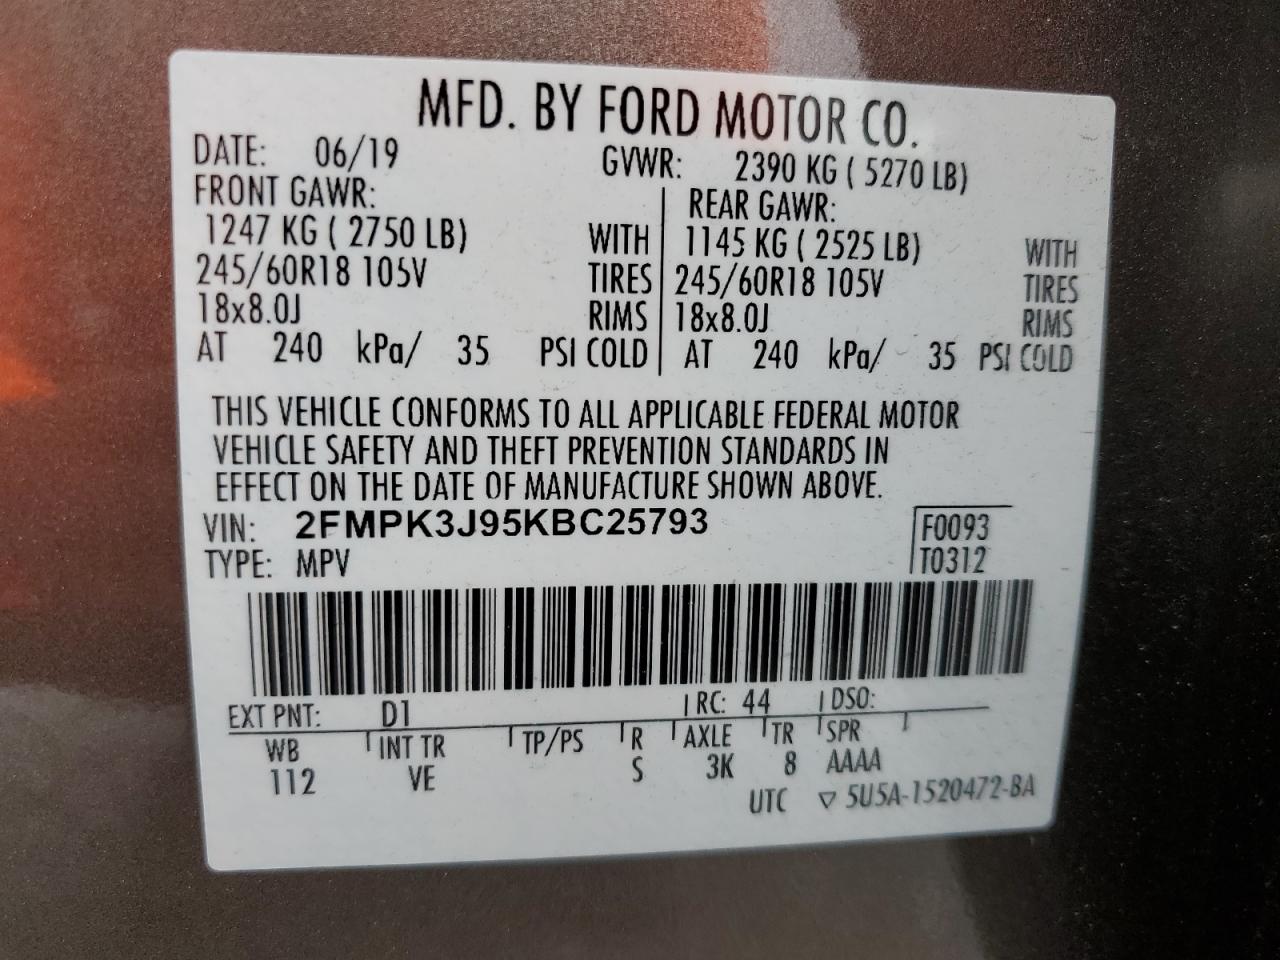 MFD. BY FORD MOTOR CO.
DATE: 06/19 GVWR: 2390 KG ( 5270 LB)
FRONT GAWR: REAR GAWR:
1247 KG ( 2750 LB) WITH 1145 KG ( 2525 LB) WITH
245/60R18 105V TIRES 245/60R18 105V TIRES
18x8.0J RIMS 18x8.0J RIMS
AT 240 kPa/ 35 PSI COLD AT 240 kPa/ 35 PSI COLD
THIS VEHICLE CONFORMS TO ALL APPLICABLE FEDERAL MOTOR
VEHICLE SAFETY AND THEFT PREVENTION STANDARDS IN
EFFECT ON THE DATE OF MANUFACTURE SHOWN ABOVE.
VIN: 2FMPK3J95KBC25793 F0093
TYPE: MPV T0312
EXT PNT: D1 RC: 44 DSO:
WB INT TR TP/PS R AXLE TR SPR
112 VE S 3K 8 AAAA
UTC ▽ 5U5A-1520472-BA